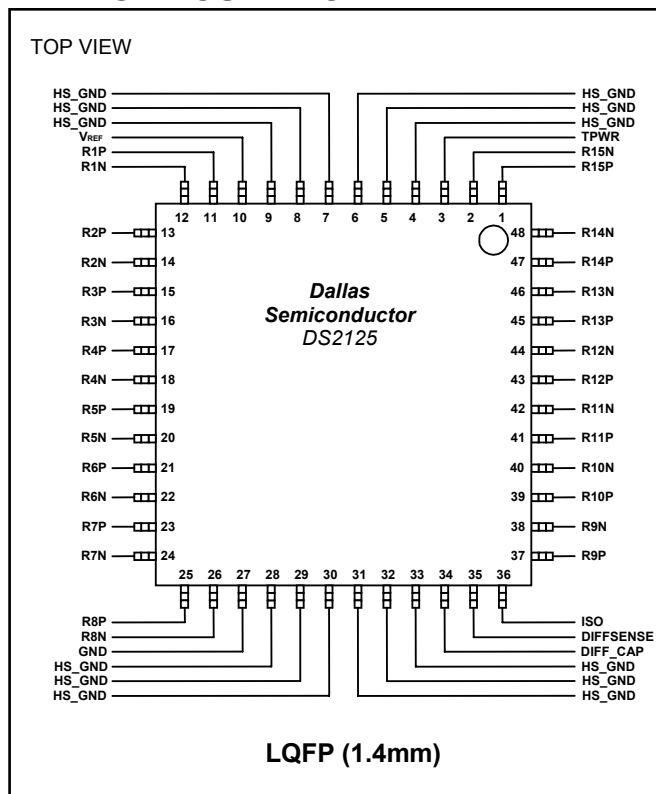 TOP VIEW
HS_GND HS_GND
HS_GND HS_GND
HS_GND HS_GND
VREF TPWR
R1P R15N
R1N R15P
12 11 10 9 8 7 6 5 4 3 2 1
R2P 13 48 R14N
R2N 14 47 R14P
R3P 15 46 R13N
R3N 16 45 R13P
R4P 17 44 R12N
R4N 18 43 R12P
R5P 19 42 R11N
R5N 20 41 R11P
R6P 21 40 R10N
R6N 22 39 R10P
R7P 23 38 R9N
R7N 24 37 R9P
Dallas
Semiconductor
DS2125
25 26 27 28 29 30 31 32 33 34 35 36
R8P ISO
R8N DIFFSENSE
GND DIFF_CAP
HS_GND HS_GND
HS_GND HS_GND
HS_GND HS_GND
LQFP (1.4mm)